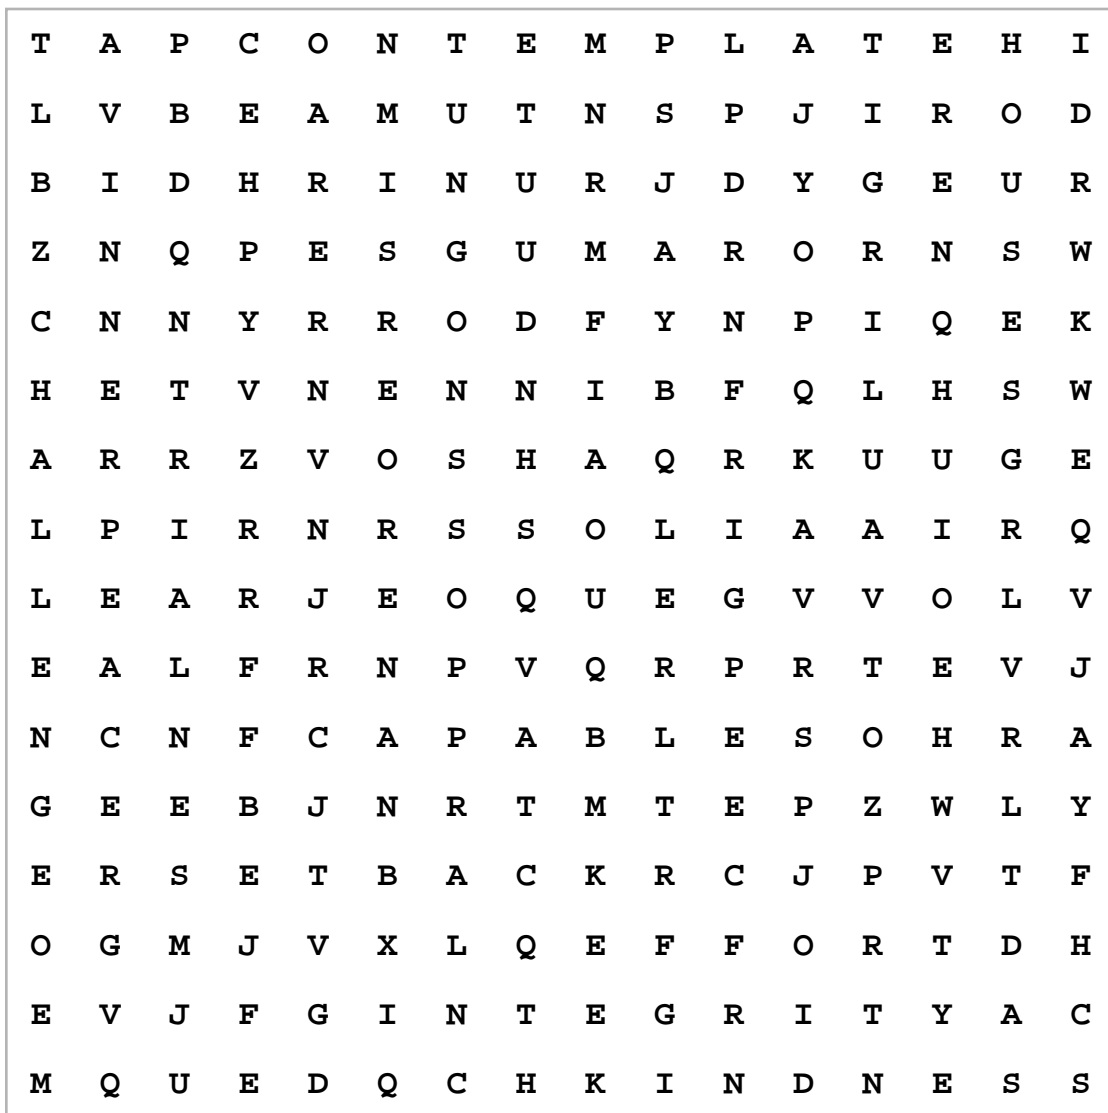 T A P C O N T E M P L A T E H I
L V B E A M U T N S P J I R O D
B I D H R I N U R J D Y G E U R
Z N Q P E S G U M A R O R N S W
C N N Y R R O D F Y N P I Q E K
H E T V N E N N I B F Q L H S W
A R R Z V O S H A Q R K U U G E
L P I R N R S S O L I A A I R Q
L E A R J E O Q U E G V V O L V
E A L F R N P V Q R P R T E V J
N C N F C A P A B L E S O H R A
G E E B J N R T M T E P Z W L Y
E R S E T B A C K R C J P V T F
O G M J V X L Q E F F O R T D H
E V J F G I N T E G R I T Y A C
M Q U E D Q C H K I N D N E S S